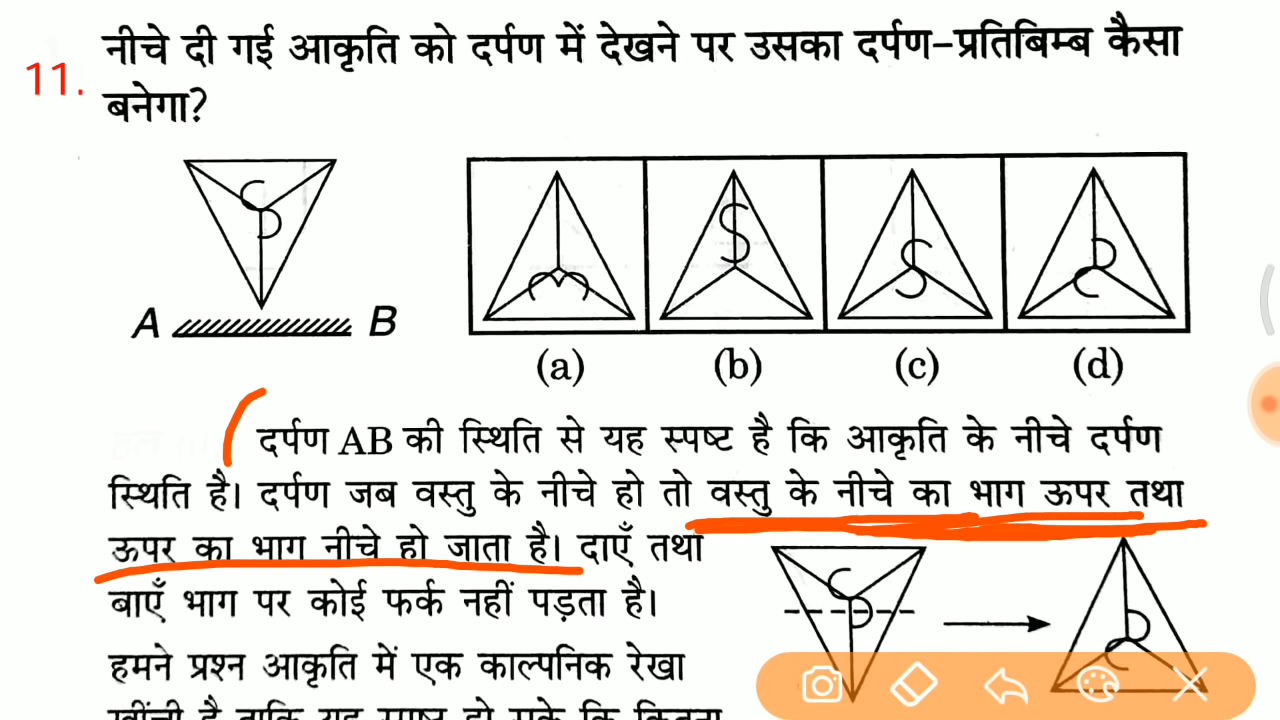 नीचे दी गई आकृति को दर्पण में देखने पर उसका दर्पण-प्रतिबिम्ब कैसा
11.
बनेगा?
A B
(a) (b) (c) (d)
दर्पण AB की स्थिति से यह स्पष्ट है कि आकृति के नीचे दर्पण
स्थिति है। दर्पण जब वस्तु के नीचे हो तो वस्तु के नीचे का भाग ऊपर तथा
ऊपर का भाग नीचे हो जाता है। दाएँ तथा
बाएँ भाग पर कोई फर्क नहीं पड़ता है।
हमने प्रश्न आकृति में एक काल्पनिक रेखा